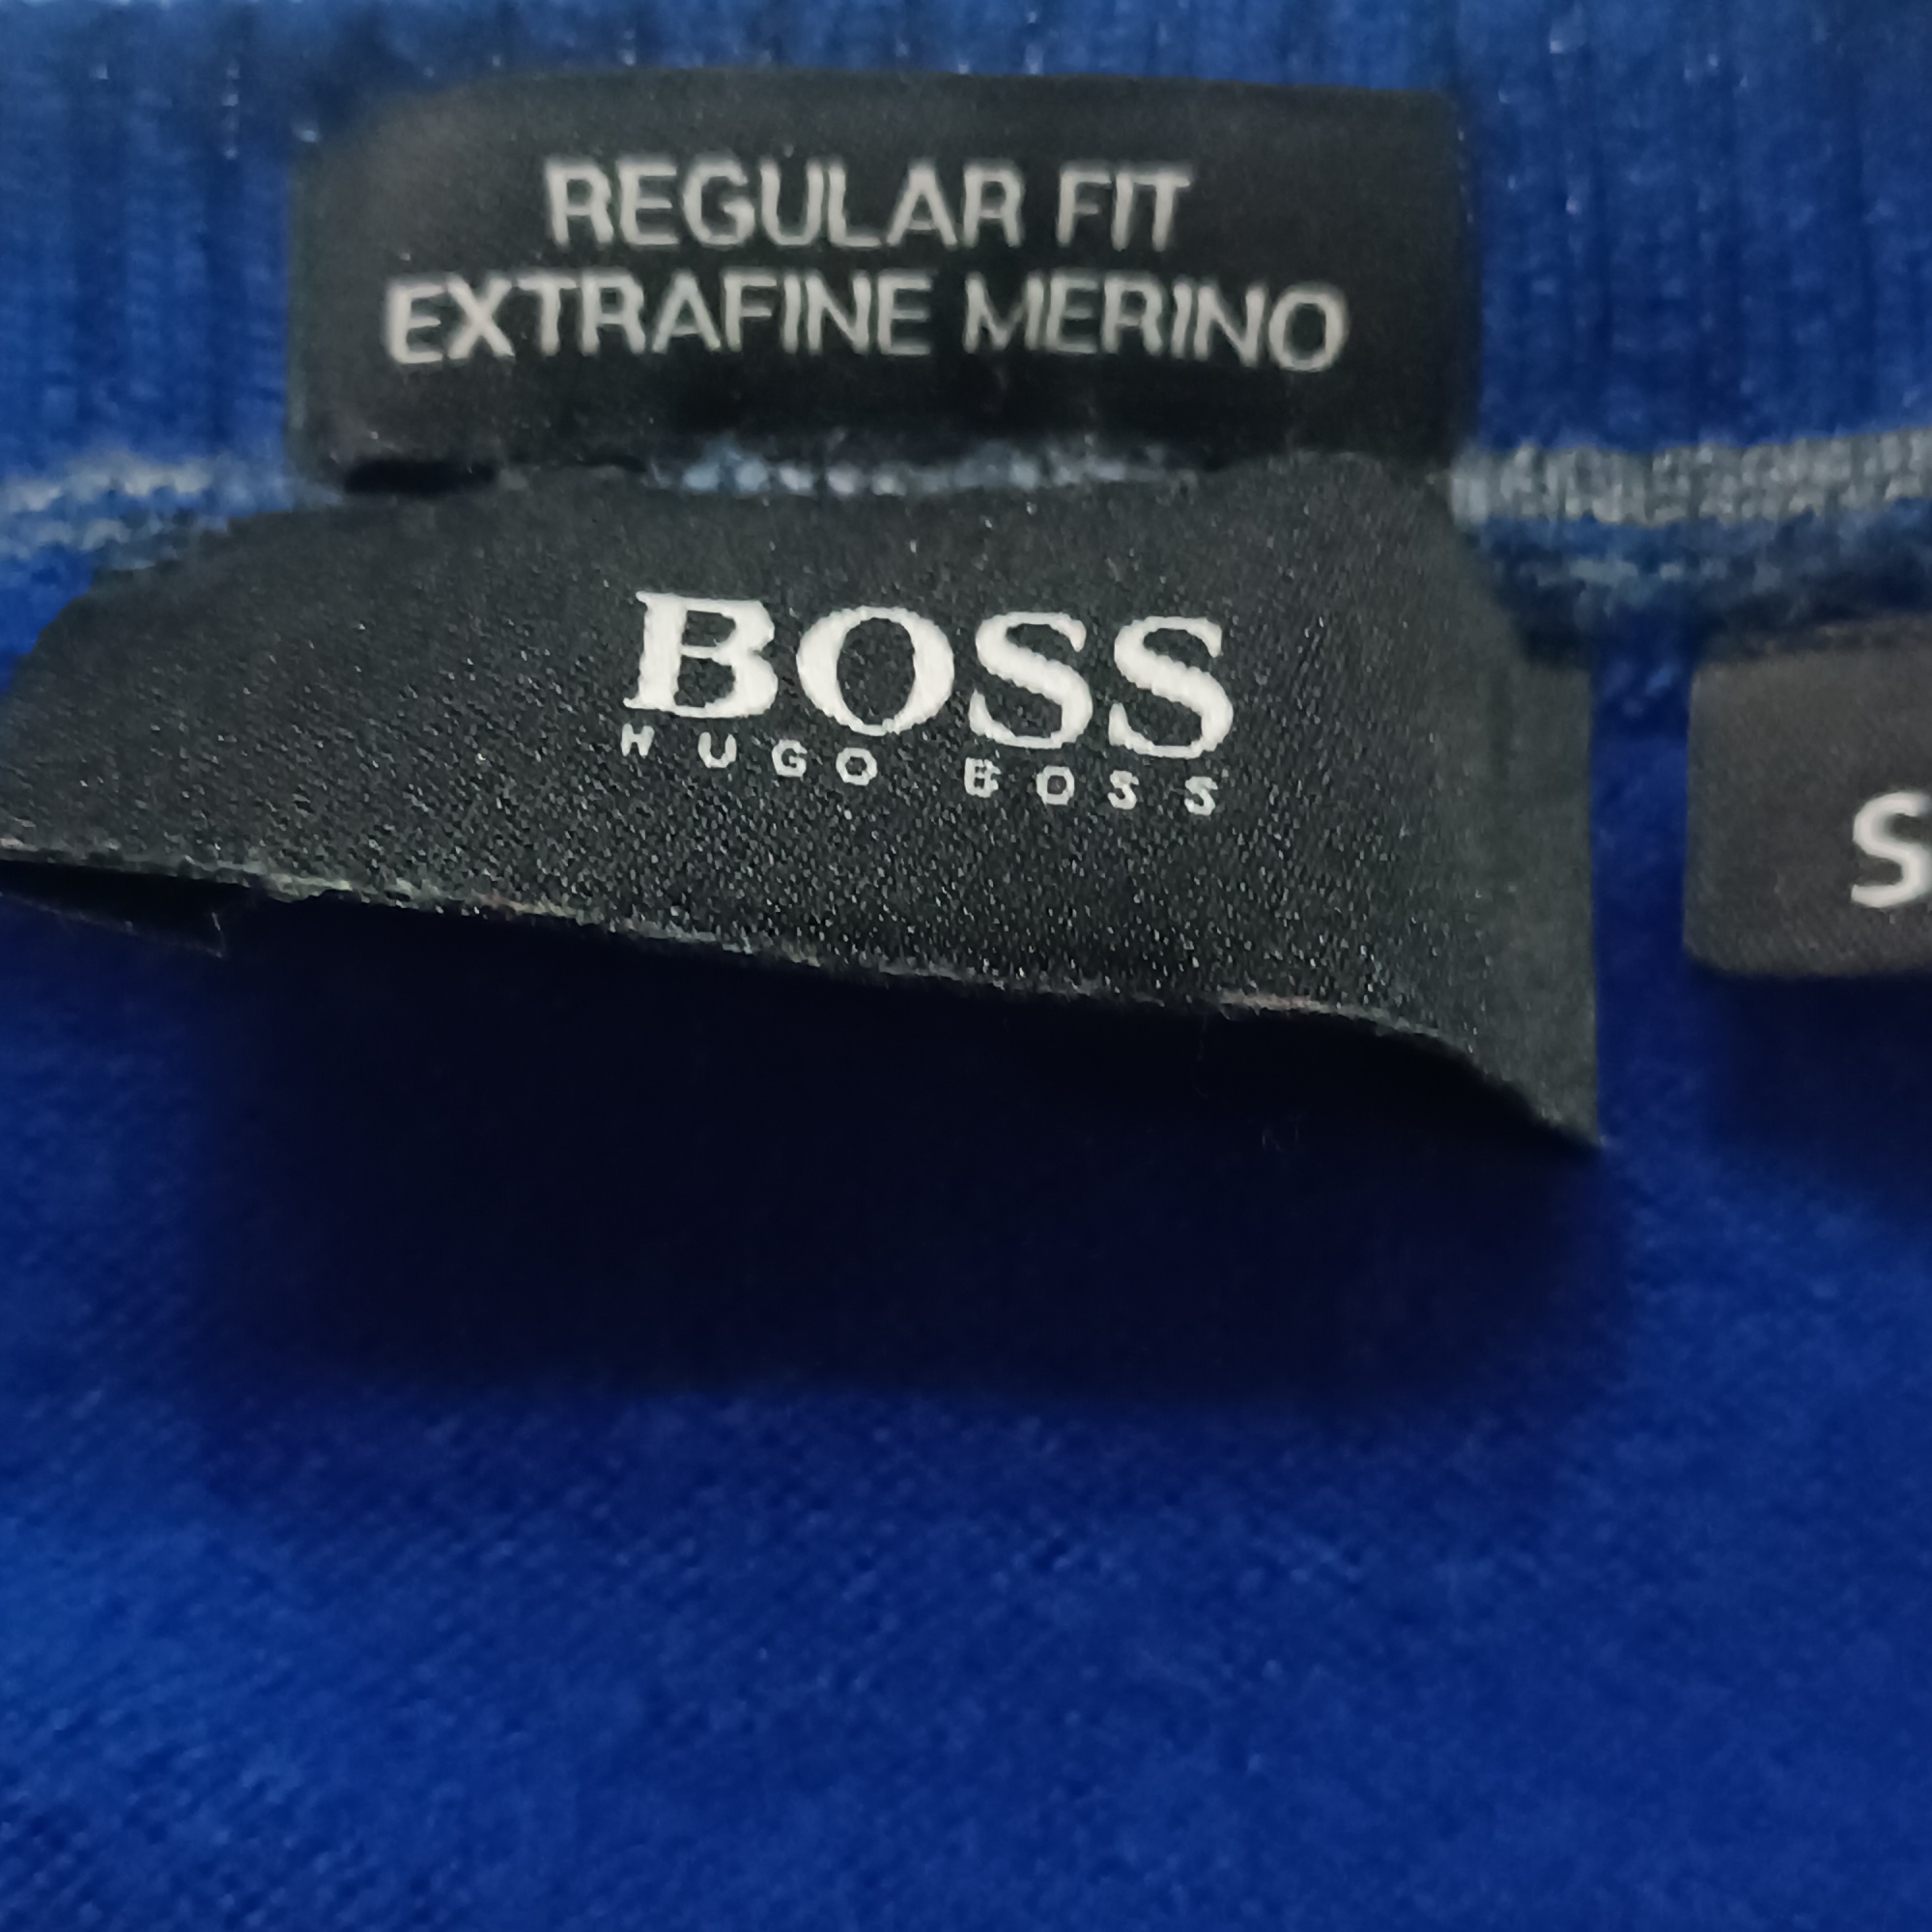 REGULAR FIT
EXTRAFINE MERINO
BOSS
HUGO BOSS
S